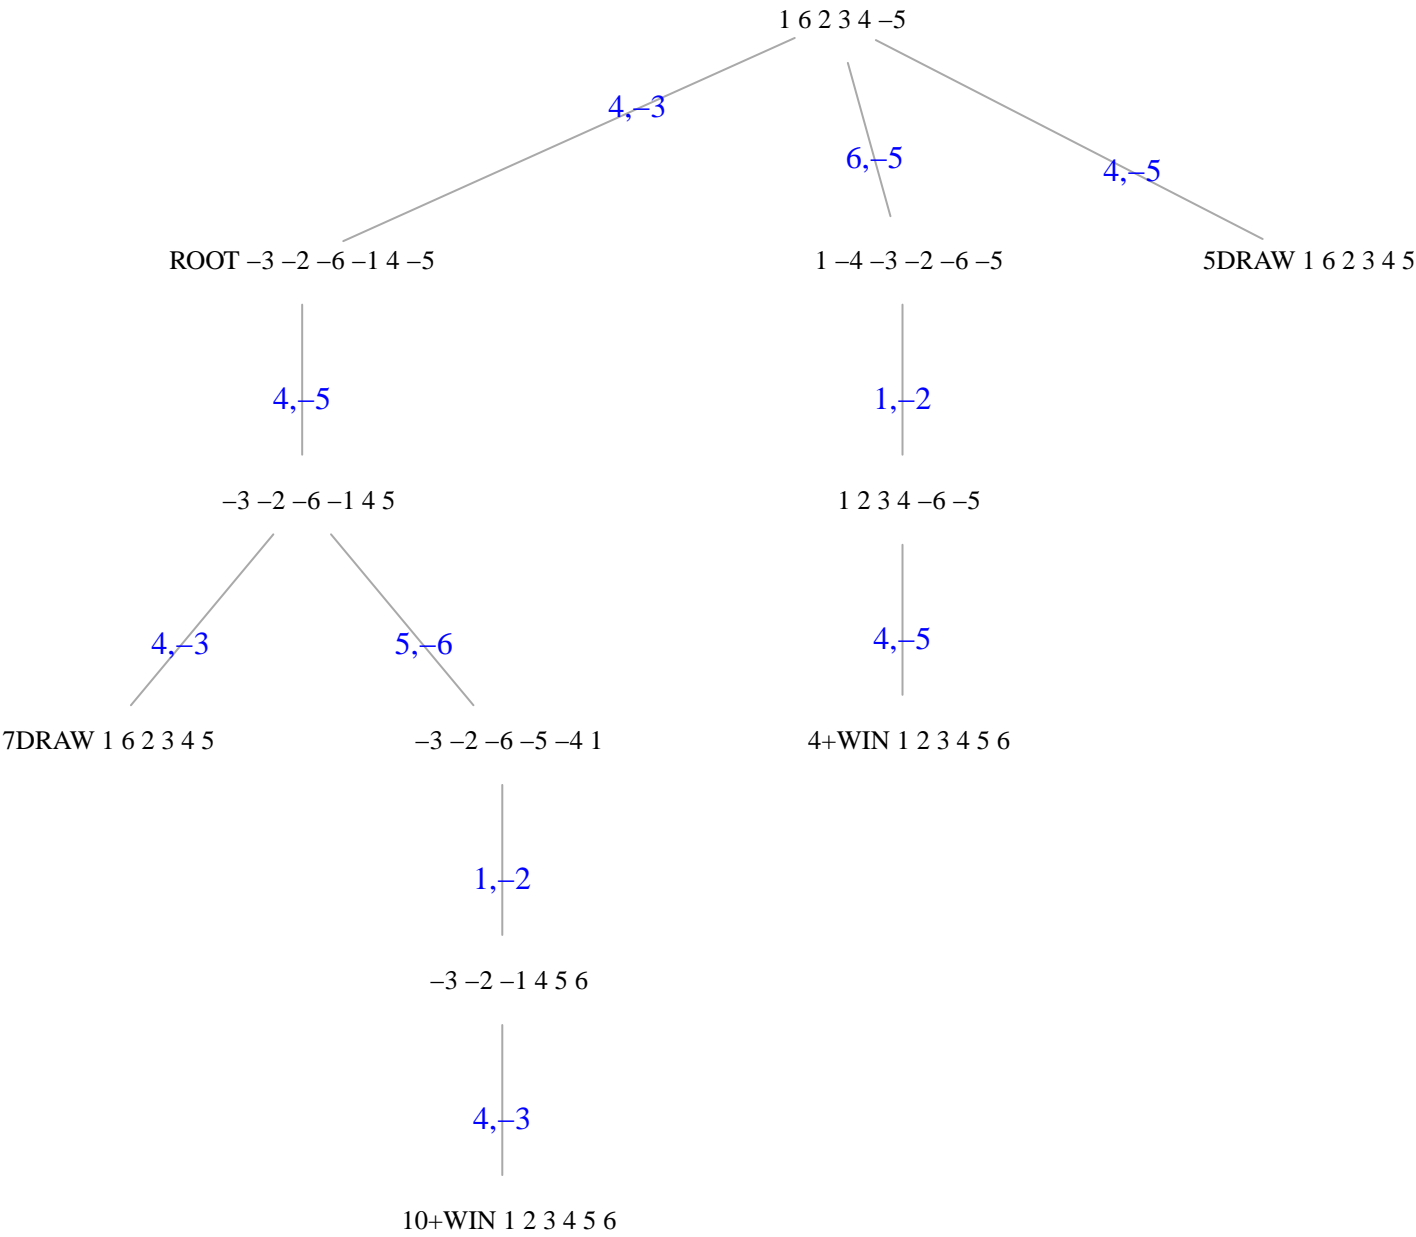 1 6 2 3 4 –5
4,–3
6,–5
4,–5
ROOT –3 –2 –6 –1 4 –5
1 –4 –3 –2 –6 –5
5DRAW 1 6 2 3 4 5
4,–5
1,–2
–3 –2 –6 –1 4 5
1 2 3 4 –6 –5
4,–3
5,–6
4,–5
7DRAW 1 6 2 3 4 5
–3 –2 –6 –5 –4 1
4+WIN 1 2 3 4 5 6
1,–2
–3 –2 –1 4 5 6
4,–3
10+WIN 1 2 3 4 5 6